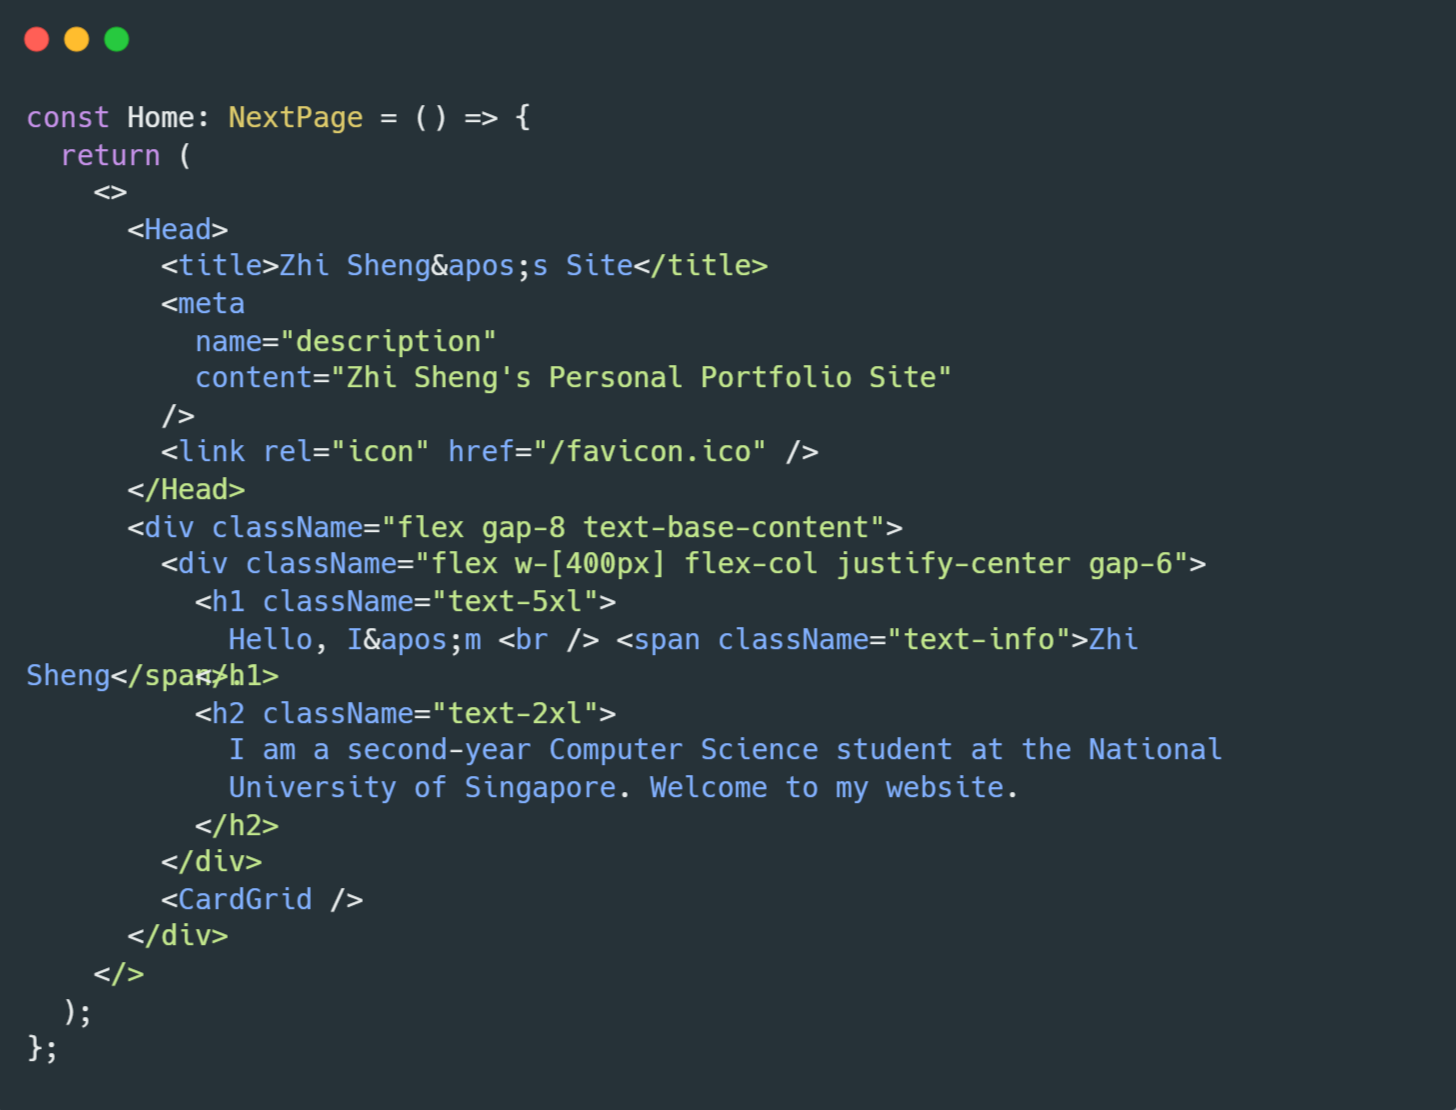 const Home: NextPage = () => {
  return (
    <>
      <Head>
        <title>Zhi Sheng&apos;s Site</title>
        <meta
          name="description"
          content="Zhi Sheng's Personal Portfolio Site"
        />
        <link rel="icon" href="/favicon.ico" />
      </Head>
      <div className="flex gap-8 text-base-content">
        <div className="flex w-[400px] flex-col justify-center gap-6">
          <h1 className="text-5xl">
            Hello, I&apos;m <br /> <span className="text-info">Zhi
Sheng</span>.
          </h1>
          <h2 className="text-2xl">
            I am a second-year Computer Science student at the National
            University of Singapore. Welcome to my website.
          </h2>
        </div>
        <CardGrid />
      </div>
    </>
  );
};